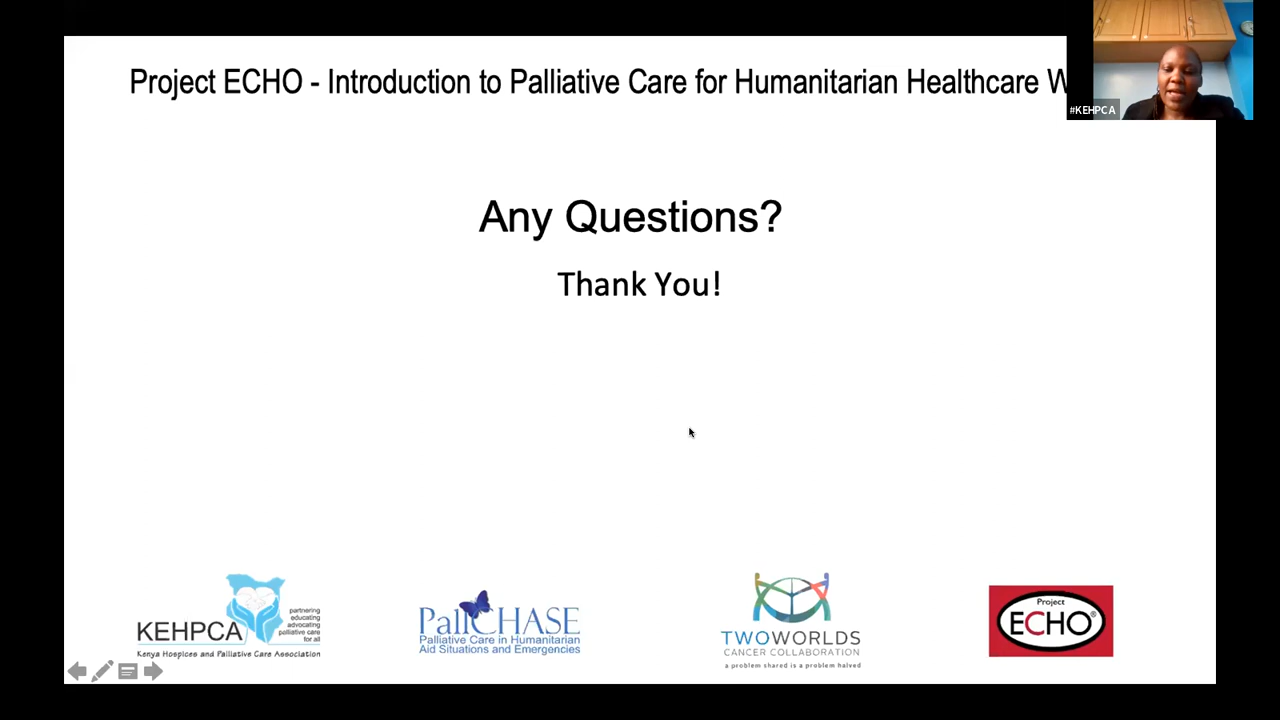 Project ECHO - Introduction to Palliative Care for Humanitarian Healthcare
#KEHPCA
Any Questions?
Thank You!
KEHPCA
partnering
educating
advocating
palliative care
for all
Kenya Hospices and Palliative Care Association
PallCHASE
Palliative Care in Humanitarian
Aid Situations and Emergencies
TWOWORLDS
CANCER COLLABORATION
a problem shared is a problem halved
Project
ECHO®